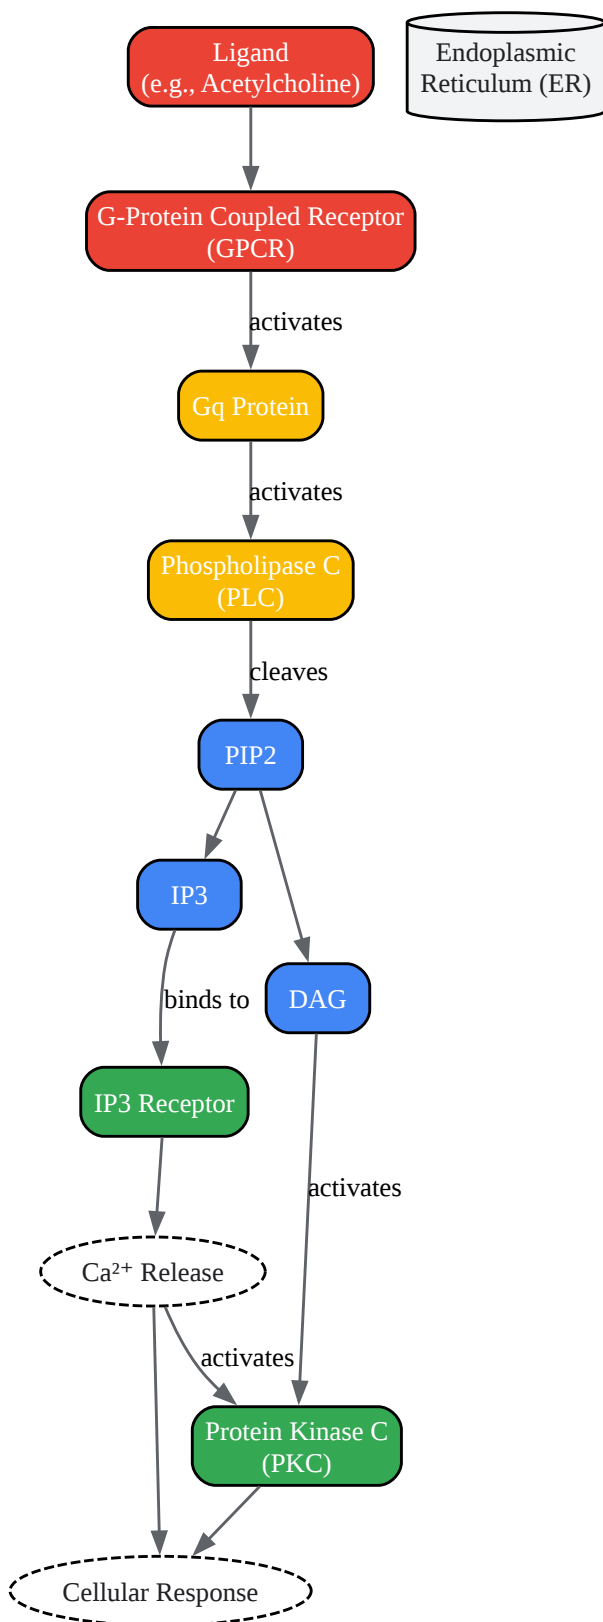 Ligand
(e.g., Acetylcholine)
Endoplasmic
Reticulum (ER)
G-Protein Coupled Receptor
(GPCR)
activates
Gq Protein
activates
Phospholipase C
(PLC)
cleaves
PIP2
IP3
binds to
DAG
IP3 Receptor
activates
Ca²⁺ Release
activates
Protein Kinase C
(PKC)
Cellular Response